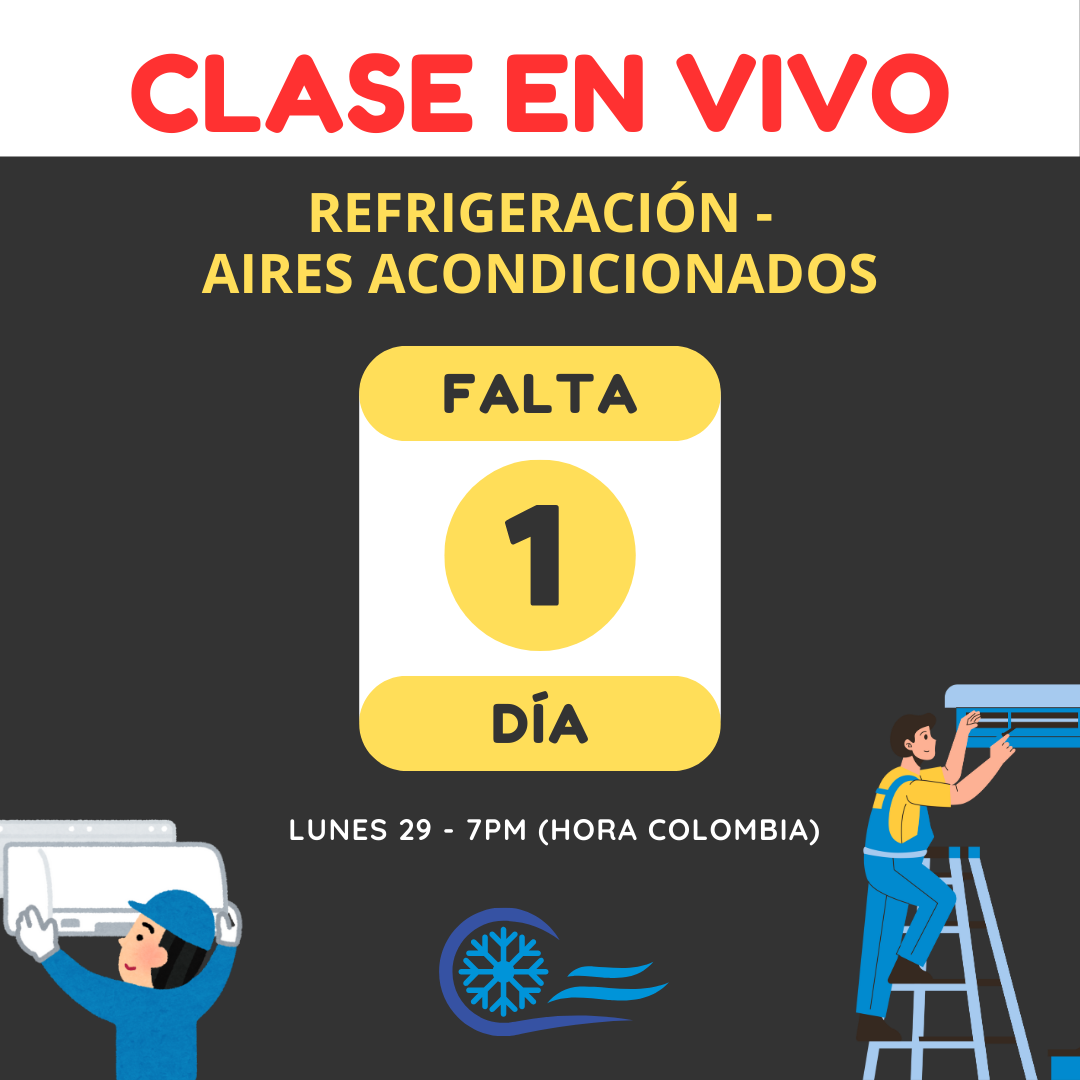 CLASE EN VIVO
REFRIGERACIÓN -
AIRES ACONDICIONADOS
FALTA
1
DÍA
LUNES 29 - 7PM (HORA COLOMBIA)